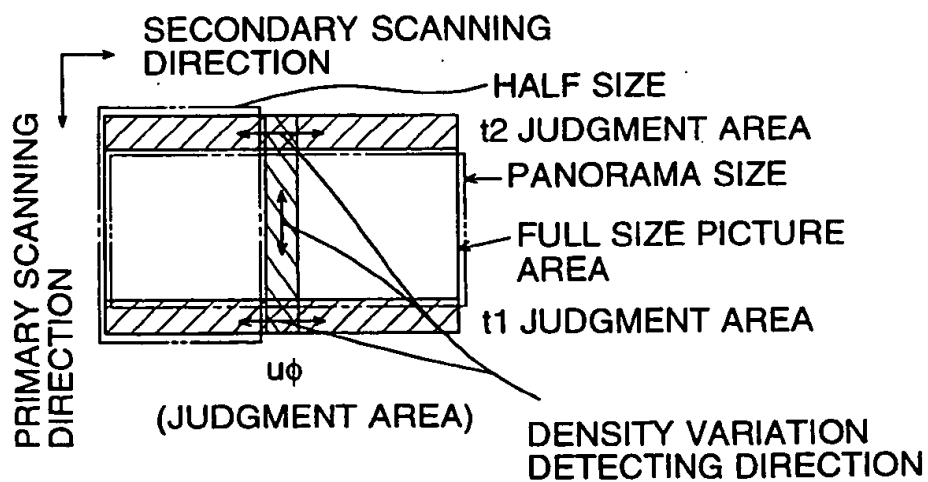 SECONDARY SCANNING
DIRECTION
HALF SIZE
t2 JUDGMENT AREA
PANORAMA SIZE
FULL SIZE PICTURE
AREA
t1 JUDGMENT AREA
PRIMARY SCANNING
DIRECTION
uϕ
(JUDGMENT AREA)
DENSITY VARIATION
DETECTING DIRECTION